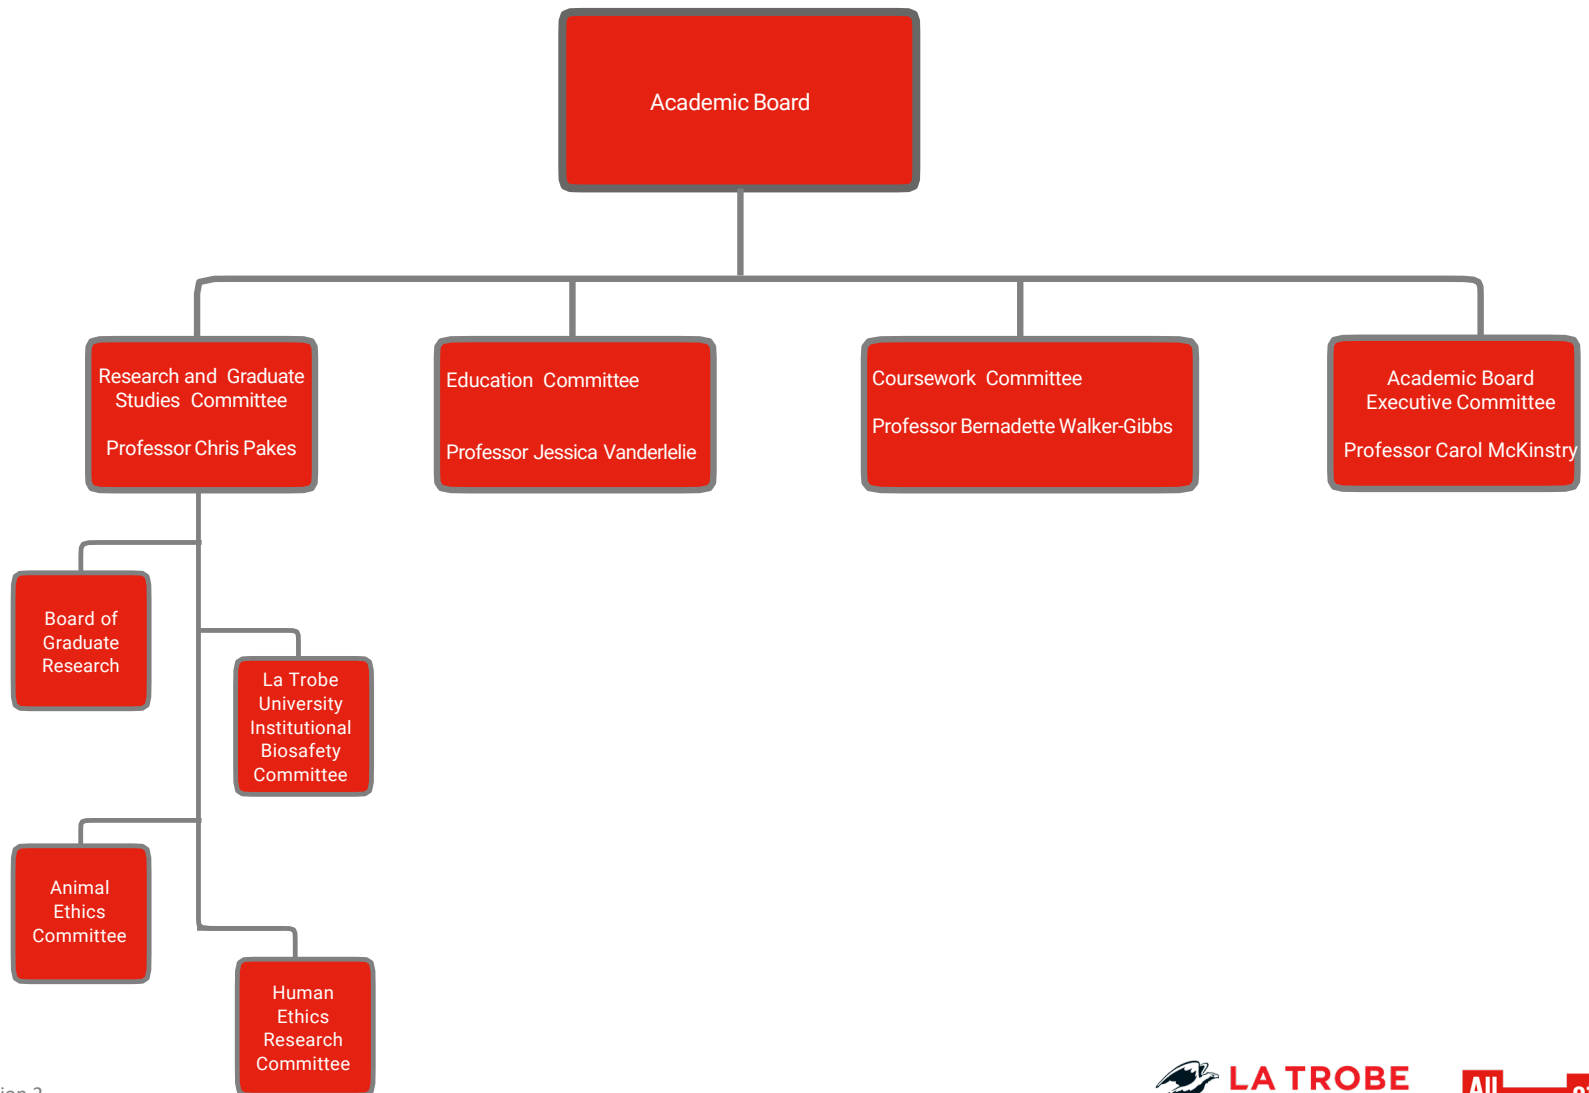 Academic Board
Research and Graduate
Studies Committee
Professor Chris Pakes
Education Committee
Professor Jessica Vanderlelie
Coursework Committee
Professor Bernadette Walker-Gibbs
Academic Board
Executive Committee
Professor Carol McKinstry
Board of
Graduate
Research
La Trobe
University
Institutional
Biosafety
Committee
Animal
Ethics
Committee
Human
Ethics
Research
Committee
LA TROBE
All